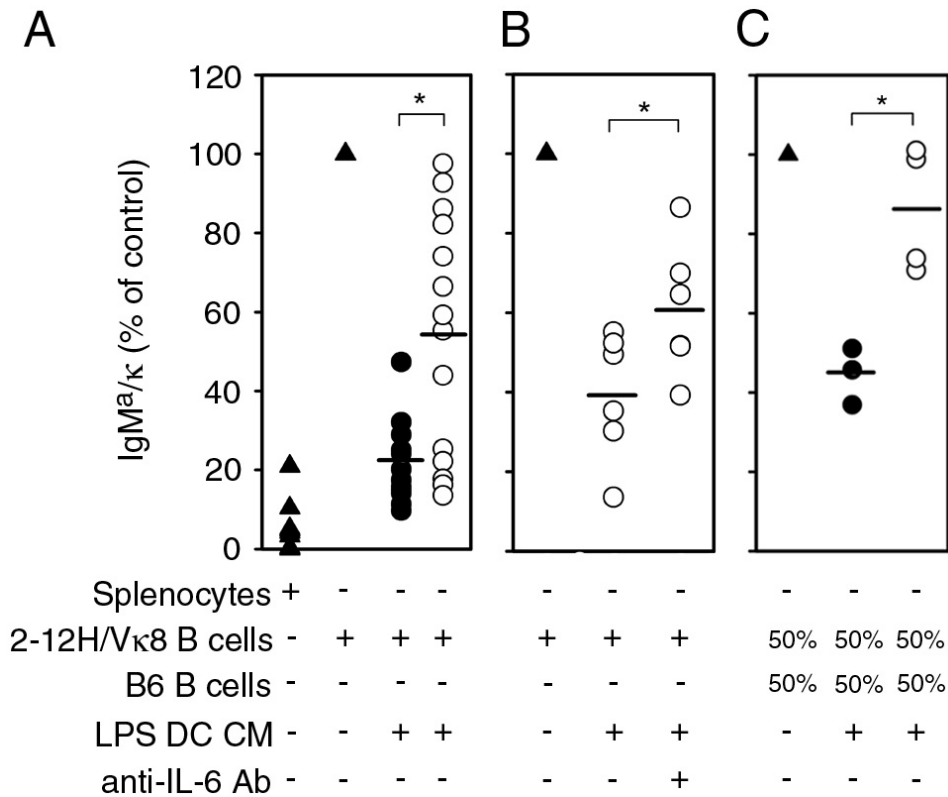 A B C
IgMª/κ (% of control)
120
100
80
60
40
20
0
* * *
Splenocytes + - - - - - - - - -
2-12H/Vκ8 B cells - + + + + + + 50% 50% 50%
B6 B cells - - - - - - - 50% 50% 50%
LPS DC CM - - + + - + + - + +
anti-IL-6 Ab - - - - - - + - - -